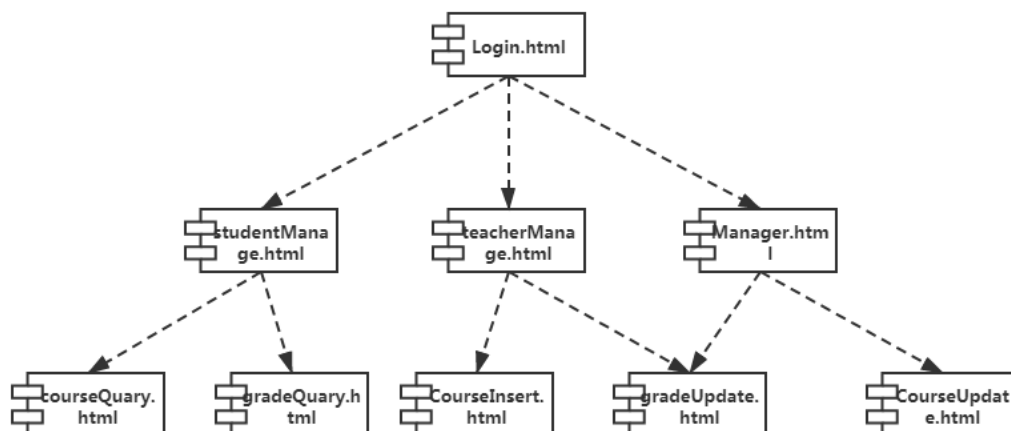 Login.html
studentMana
ge.html
teacherMana
ge.html
Manager.htm
l
courseQuary.
html
gradeQuary.h
tml
CourseInsert.
html
gradeUpdate.
html
CourseUpdat
e.html